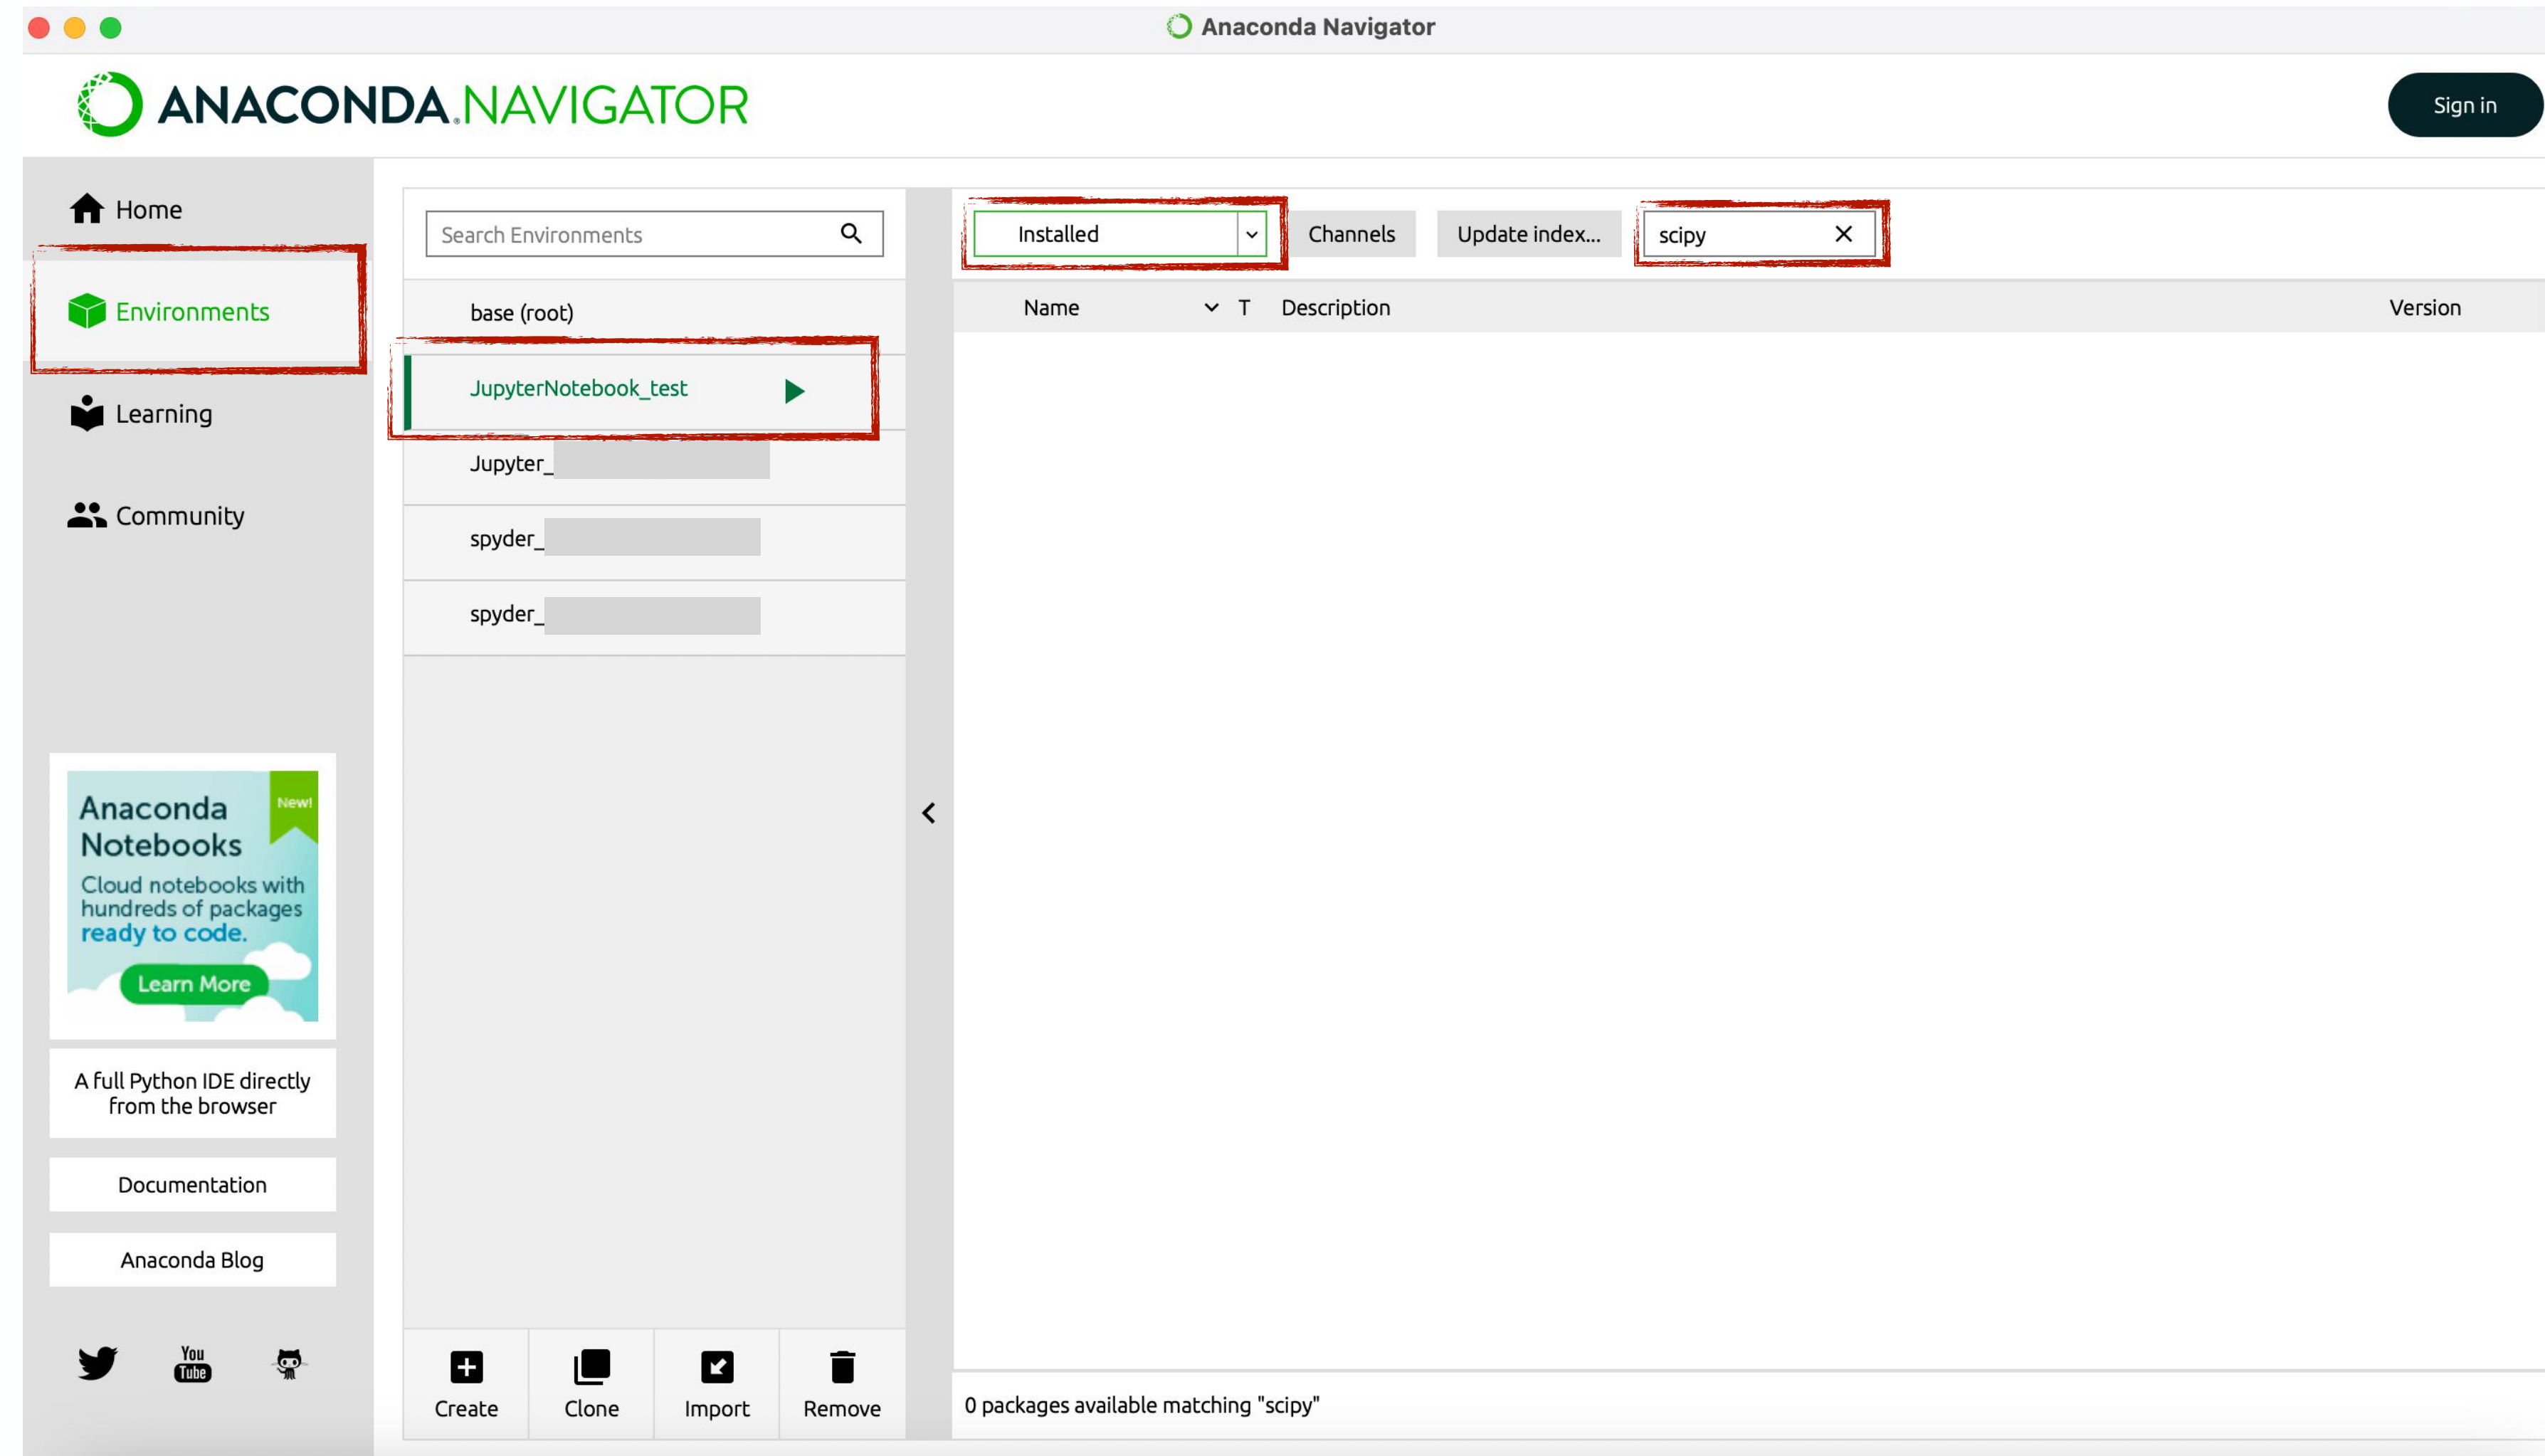 Anaconda Navigator
ANACONDA.NAVIGATOR
Sign in
Home
Environments
Learning
Community
Anaconda
Notebooks
New!
Cloud notebooks with
hundreds of packages
ready to code.
Learn More
A full Python IDE directly
from the browser
Documentation
Anaconda Blog
You
Tube
Search Environments
base (root)
JupyterNotebook_test
Jupyter_
spyder_
spyder_
Create Clone Import Remove
Installed Channels Update index... scipy
Name T Description Version
0 packages available matching "scipy"